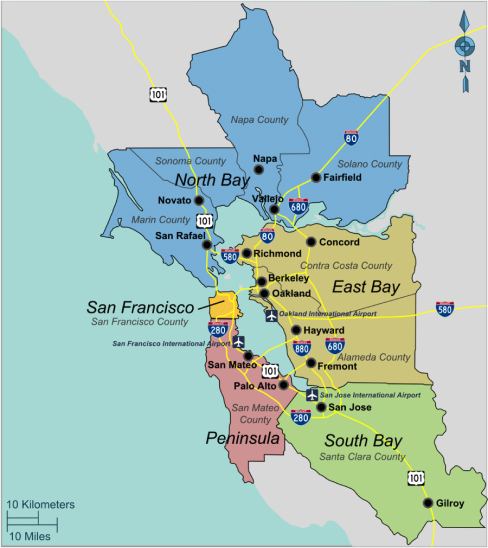 N
101
Napa County
80
Sonoma County
Napa
Solano County
North Bay
Fairfield
Novato
Vallejo
680
Marin County
101
80
San Rafael
Concord
580
Richmond
Contra Costa County
Berkeley
East Bay
Oakland
San Francisco
580
Oakland International Airport
San Francisco County
280
Hayward
San Francisco International Airport
880
680
San Mateo
Alameda County
101
Fremont
Palo Alto
San Jose International Airport
San Mateo
County
280
San Jose
Peninsula
South Bay
Santa Clara County
101
10 Kilometers
Gilroy
10 Miles